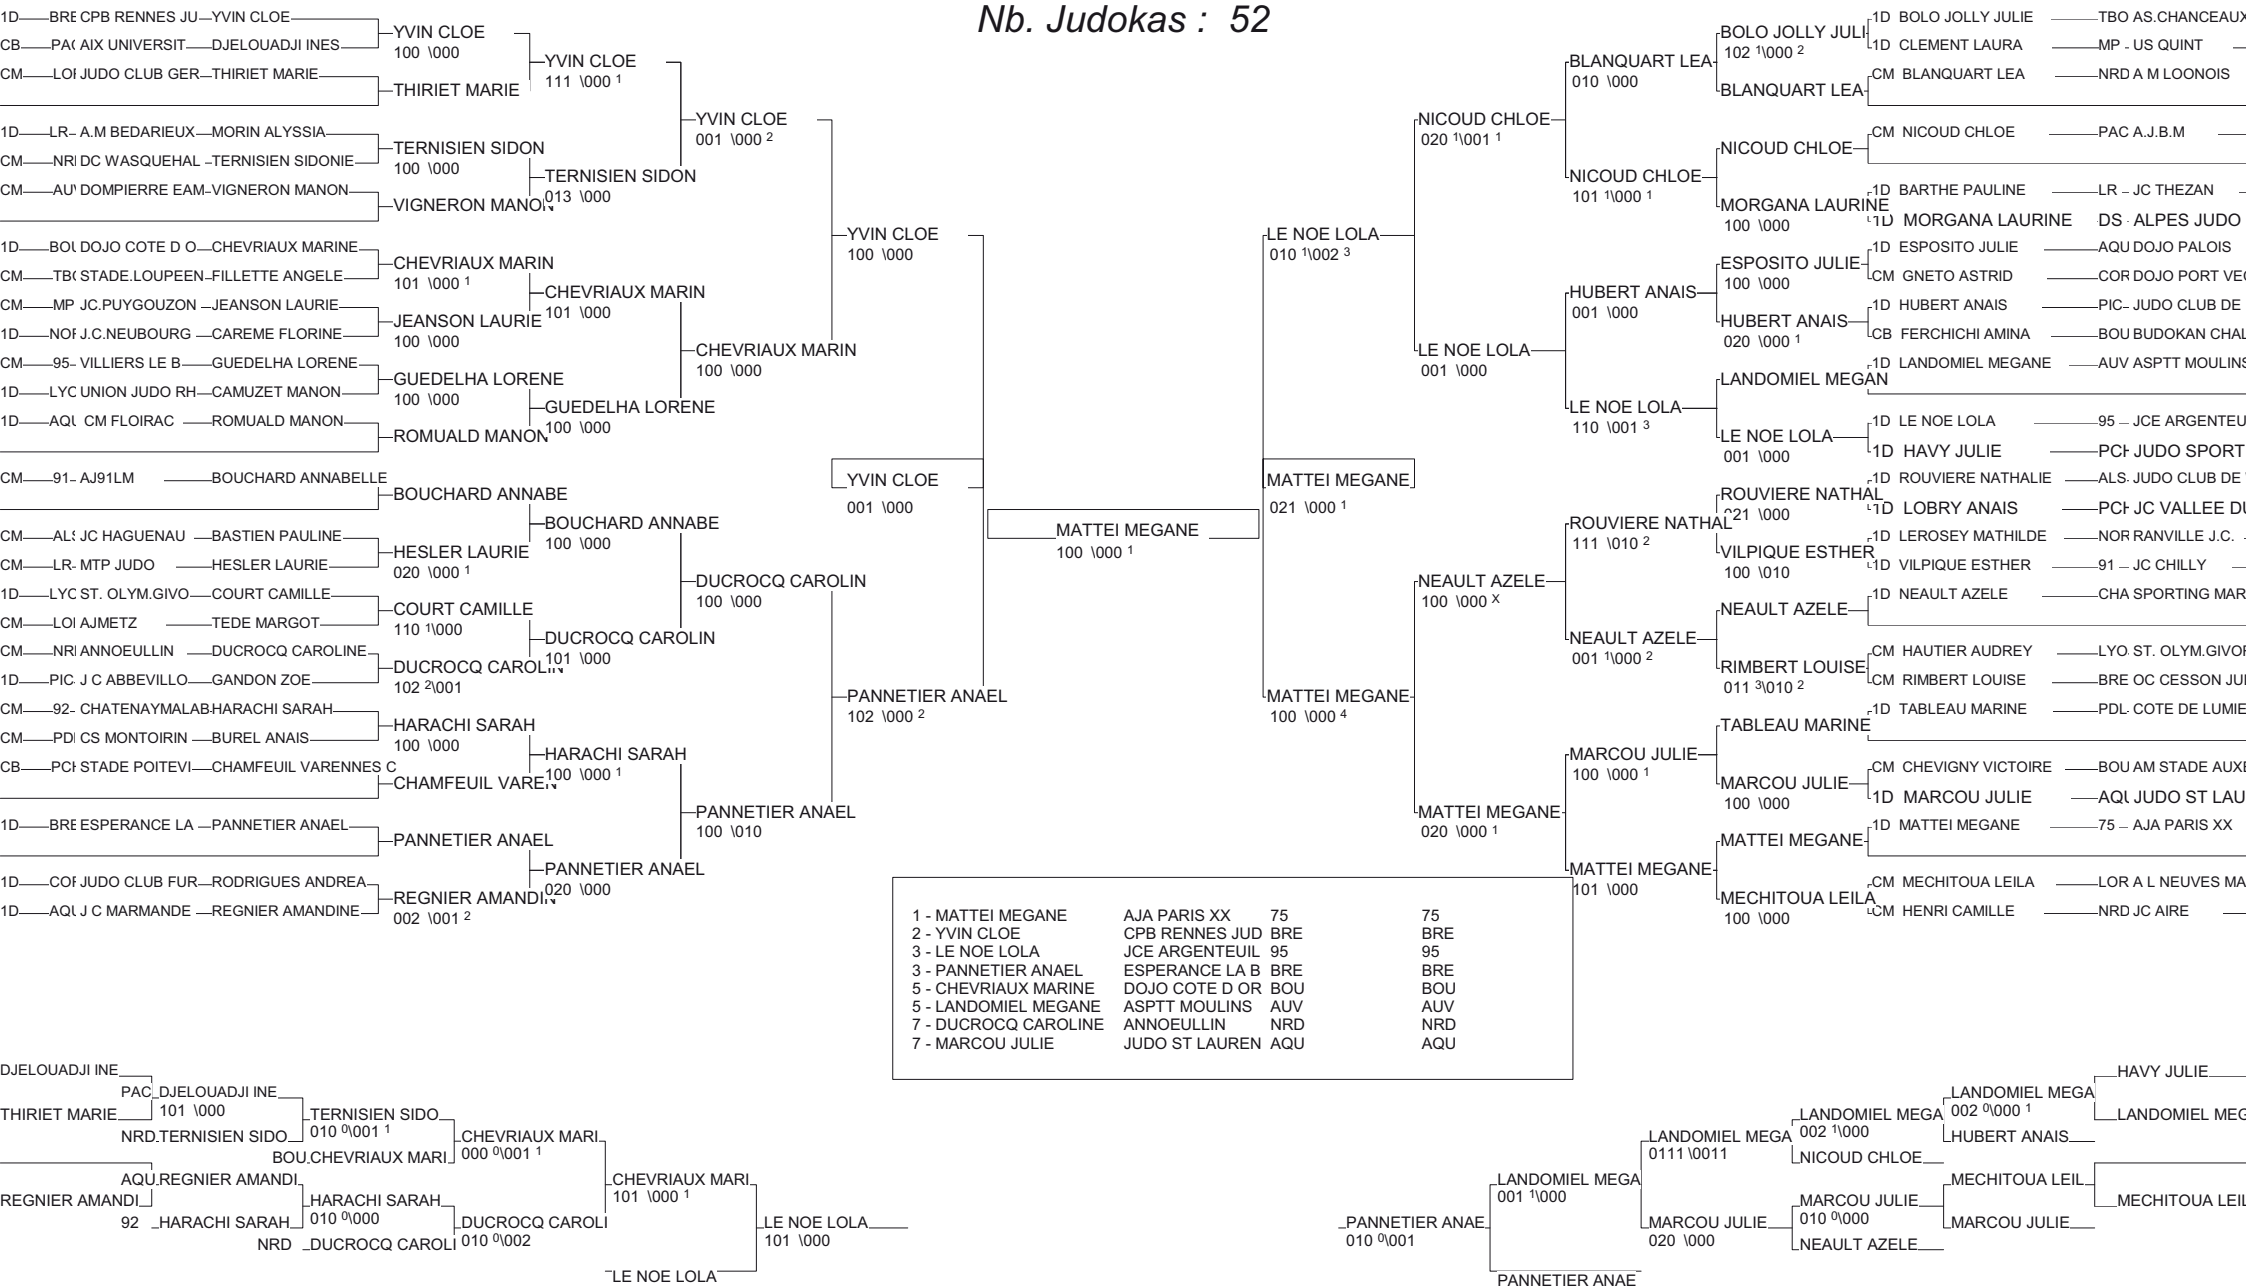 Nb. Judokas : 52
1D BRE CPB RENNES JU YVIN CLOE
CB PAC AIX UNIVERSIT DJELOUADJI INES
CM LOR JUDO CLUB GER THIRIET MARIE
1D LR A.M BEDARIEUX MORIN ALYSSIA
CM NRD DC WASQUEHAL TERNISIEN SIDONIE
CM AUV DOMPIERRE EAM VIGNERON MANON
1D BOU DOJO COTE D O CHEVRIAUX MARINE
CM TBO STADE.LOUPEEN FILLETTE ANGELE
CM MP JC.PUYGOUZON JEANSON LAURIE
1D NOR J.C.NEUBOURG CAREME FLORINE
CM 95 VILLIERS LE B GUEDELHA LORENE
1D LYO UNION JUDO RH CAMUZET MANON
1D AQU CM FLOIRAC ROMUALD MANON
CM 91 AJ91LM BOUCHARD ANNABELLE
CM ALS JC HAGUENAU BASTIEN PAULINE
CM LR MTP JUDO HESLER LAURIE
1D LYO ST. OLYM.GIVO COURT CAMILLE
CM LOR AJMETZ TEDE MARGOT
CM NRD ANNOEULLIN DUCROCQ CAROLINE
1D PIC J C ABBEVILLO GANDON ZOE
CM 92 CHATENAYMALAB HARACHI SARAH
CM PDL CS MONTOIRIN BUREL ANAIS
CB PCH STADE POITEVI CHAMFEUIL VARENNES C
1D BRE ESPERANCE LA PANNETIER ANAEL
1D COR JUDO CLUB FUR RODRIGUES ANDREA
1D AQU J C MARMANDE REGNIER AMANDINE
YVIN CLOE
100 \000
THIRIET MARIE
TERNISIEN SIDON
100 \000
VIGNERON MANON
CHEVRIAUX MARIN
101 \000 1
JEANSON LAURIE
100 \000
GUEDELHA LORENE
100 \000
ROMUALD MANON
BOUCHARD ANNABE
HESLER LAURIE
020 \000 1
COURT CAMILLE
110 1\000
DUCROCQ CAROLIN
102 2\001
HARACHI SARAH
100 \000
CHAMFEUIL VAREN
PANNETIER ANAEL
REGNIER AMANDIN
002 \001 2
YVIN CLOE
111 \000 1
TERNISIEN SIDON
013 \000
CHEVRIAUX MARIN
101 \000
GUEDELHA LORENE
100 \000
BOUCHARD ANNABE
100 \000
DUCROCQ CAROLIN
101 \000
HARACHI SARAH
100 \000 1
PANNETIER ANAEL
020 \000
YVIN CLOE
001 \000 2
CHEVRIAUX MARIN
100 \000
DUCROCQ CAROLIN
100 \000
PANNETIER ANAEL
100 \010
YVIN CLOE
100 \000
YVIN CLOE
001 \000
PANNETIER ANAEL
102 \000 2
MATTEI MEGANE
100 \000 1
LE NOE LOLA
010 1\002 3
MATTEI MEGANE
021 \000 1
MATTEI MEGANE
100 \000 4
NICOUD CHLOE
020 1\001 1
LE NOE LOLA
001 \000
NEAULT AZELE
100 \000 X
MATTEI MEGANE
020 \000 1
BLANQUART LEA
010 \000
NICOUD CHLOE
101 1\000 1
HUBERT ANAIS
001 \000
LE NOE LOLA
110 \001 3
ROUVIERE NATHAL
111 \010 2
NEAULT AZELE
001 1\000 2
MARCOU JULIE
100 \000 1
MATTEI MEGANE
101 \000
BOLO JOLLY JULI
102 1\000 2
BLANQUART LEA
NICOUD CHLOE
MORGANA LAURINE
100 \000
ESPOSITO JULIE
100 \000
HUBERT ANAIS
020 \000 1
LANDOMIEL MEGAN
LE NOE LOLA
001 \000
ROUVIERE NATHAL
021 \000
VILPIQUE ESTHER
100 \010
NEAULT AZELE
RIMBERT LOUISE
011 3\010 2
TABLEAU MARINE
MARCOU JULIE
100 \000
MATTEI MEGANE
MECHITOUA LEILA
100 \000
1D BOLO JOLLY JULIE TBO AS.CHANCEAUX
1D CLEMENT LAURA MP US QUINT
CM BLANQUART LEA NRD A M LOONOIS
CM NICOUD CHLOE PAC A.J.B.M
1D BARTHE PAULINE LR JC THEZAN
1D MORGANA LAURINE DS ALPES JUDO
1D ESPOSITO JULIE AQU DOJO PALOIS
CM GNETO ASTRID COR DOJO PORT VEC
1D HUBERT ANAIS PIC JUDO CLUB DE
CB FERCHICHI AMINA BOU BUDOKAN CHAL
1D LANDOMIEL MEGANE AUV ASPTT MOULINS
1D LE NOE LOLA 95 JCE ARGENTEU
1D HAVY JULIE PCH JUDO SPORT
1D ROUVIERE NATHALIE ALS JUDO CLUB DE
1D LOBRY ANAIS PCH JC VALLEE DU
1D LEROSEY MATHILDE NOR RANVILLE J.C.
1D VILPIQUE ESTHER 91 JC CHILLY
1D NEAULT AZELE CHA SPORTING MAR
CM HAUTIER AUDREY LYO ST. OLYM.GIVOR
CM RIMBERT LOUISE BRE OC CESSON JU
1D TABLEAU MARINE PDL COTE DE LUMIE
CM CHEVIGNY VICTOIRE BOU AM STADE AUXE
1D MARCOU JULIE AQU JUDO ST LAU
1D MATTEI MEGANE 75 AJA PARIS XX
CM MECHITOUA LEILA LOR A L NEUVES MA
CM HENRI CAMILLE NRD JC AIRE
1 - MATTEI MEGANE AJA PARIS XX 75 75
2 - YVIN CLOE CPB RENNES JUD BRE BRE
3 - LE NOE LOLA JCE ARGENTEUIL 95 95
3 - PANNETIER ANAEL ESPERANCE LA B BRE BRE
5 - CHEVRIAUX MARINE DOJO COTE D OR BOU BOU
5 - LANDOMIEL MEGANE ASPTT MOULINS AUV AUV
7 - DUCROCQ CAROLINE ANNOEULLIN NRD NRD
7 - MARCOU JULIE JUDO ST LAUREN AQU AQU
DJELOUADJI INE
THIRIET MARIE
REGNIER AMANDI
PAC DJELOUADJI INE
101 \000
NRD TERNISIEN SIDO
AQU REGNIER AMANDI
92 HARACHI SARAH
TERNISIEN SIDO
010 0\001 1
BOU CHEVRIAUX MARI
HARACHI SARAH
010 0\000
NRD DUCROCQ CAROLI
CHEVRIAUX MARI
000 0\001 1
DUCROCQ CAROLI
010 0\002
CHEVRIAUX MARI
101 \000 1
LE NOE LOLA
LE NOE LOLA
101 \000
PANNETIER ANAE
010 0\001
LANDOMIEL MEGA
001 1\000
PANNETIER ANAE
LANDOMIEL MEGA
0111 \0011
MARCOU JULIE
020 \000
LANDOMIEL MEGA
002 1\000
NICOUD CHLOE
MARCOU JULIE
010 0\000
NEAULT AZELE
LANDOMIEL MEGA
002 0\000 1
HUBERT ANAIS
MECHITOUA LEIL
MARCOU JULIE
HAVY JULIE
LANDOMIEL MEG
MECHITOUA LEIL